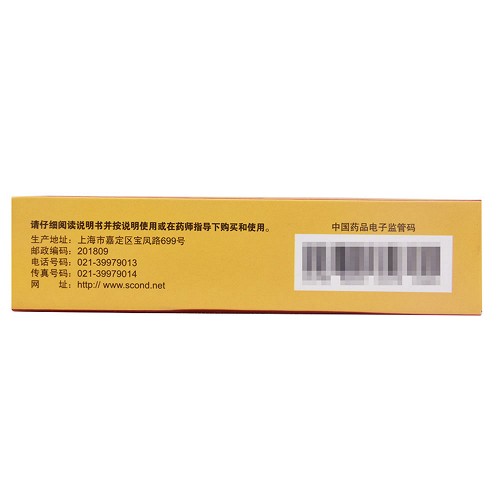 请仔细阅读说明书并按说明使用或在药师指导下购买和使用。
生产地址：上海市嘉定区宝凤路699号
邮政编码：201809
电话号码：021-39979013
传真号码：021-39979014
网　　址：http// www.scond.net
中国药品电子监管码